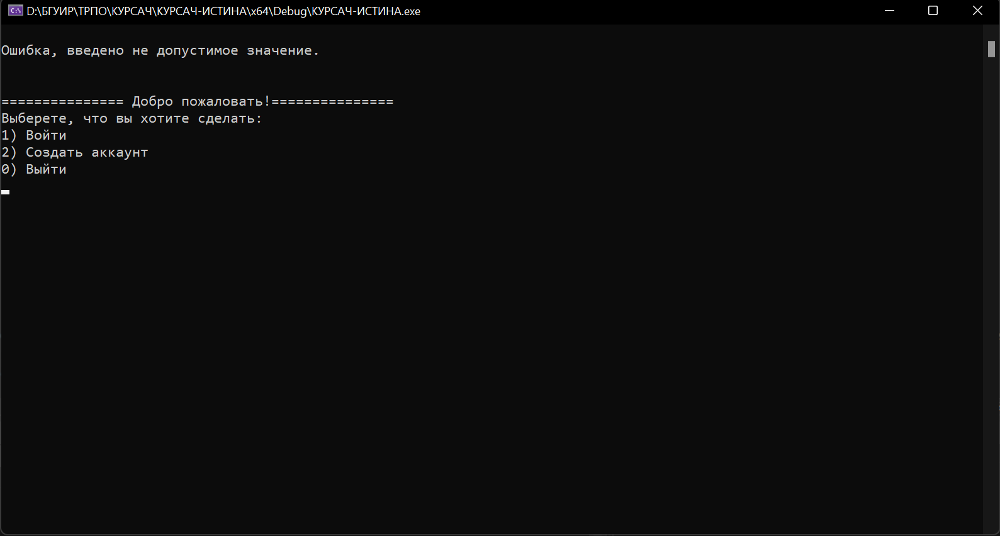 D:\БГУИР\ТРПО\КУРСАЧ\КУРСАЧ-ИСТИНА\x64\Debug\КУРСАЧ-ИСТИНА.exe
Ошибка, введено не допустимое значение.
=============== Добро пожаловать!===============
Выберете, что вы хотите сделать:
1) Войти
2) Создать аккаунт
0) Выйти